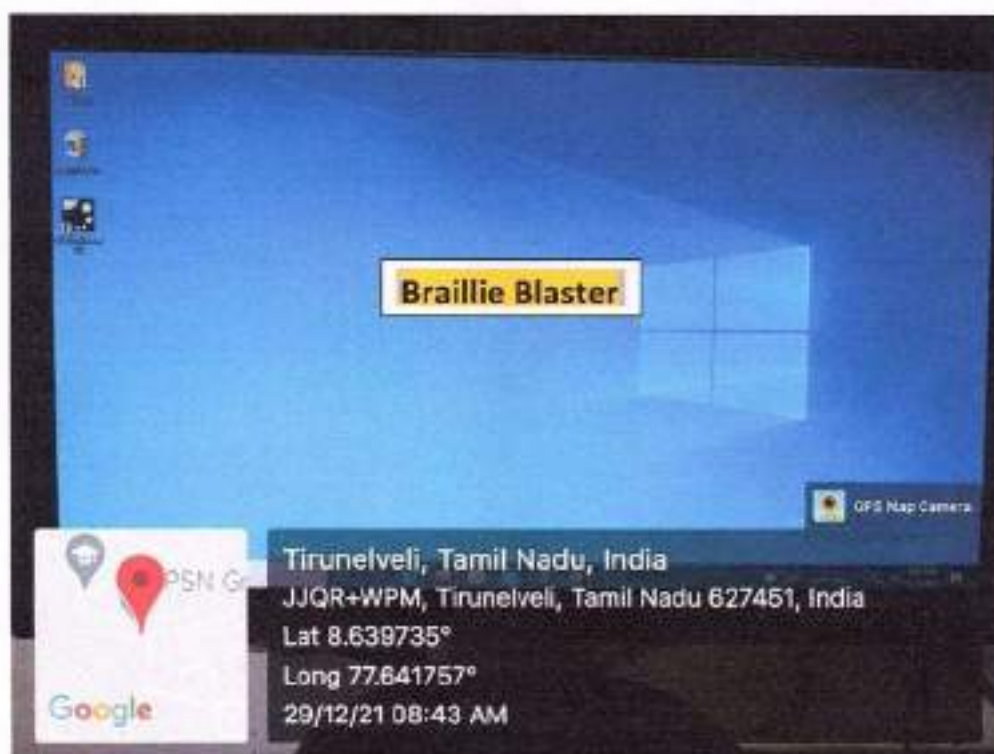 Braillie Blaster
GPS Map Camera
PSN G
Tirunelveli, Tamil Nadu, India
JJQR+WPM, Tirunelveli, Tamil Nadu 627451, India
Lat 8.639735°
Long 77.641757°
29/12/21 08:43 AM
Google